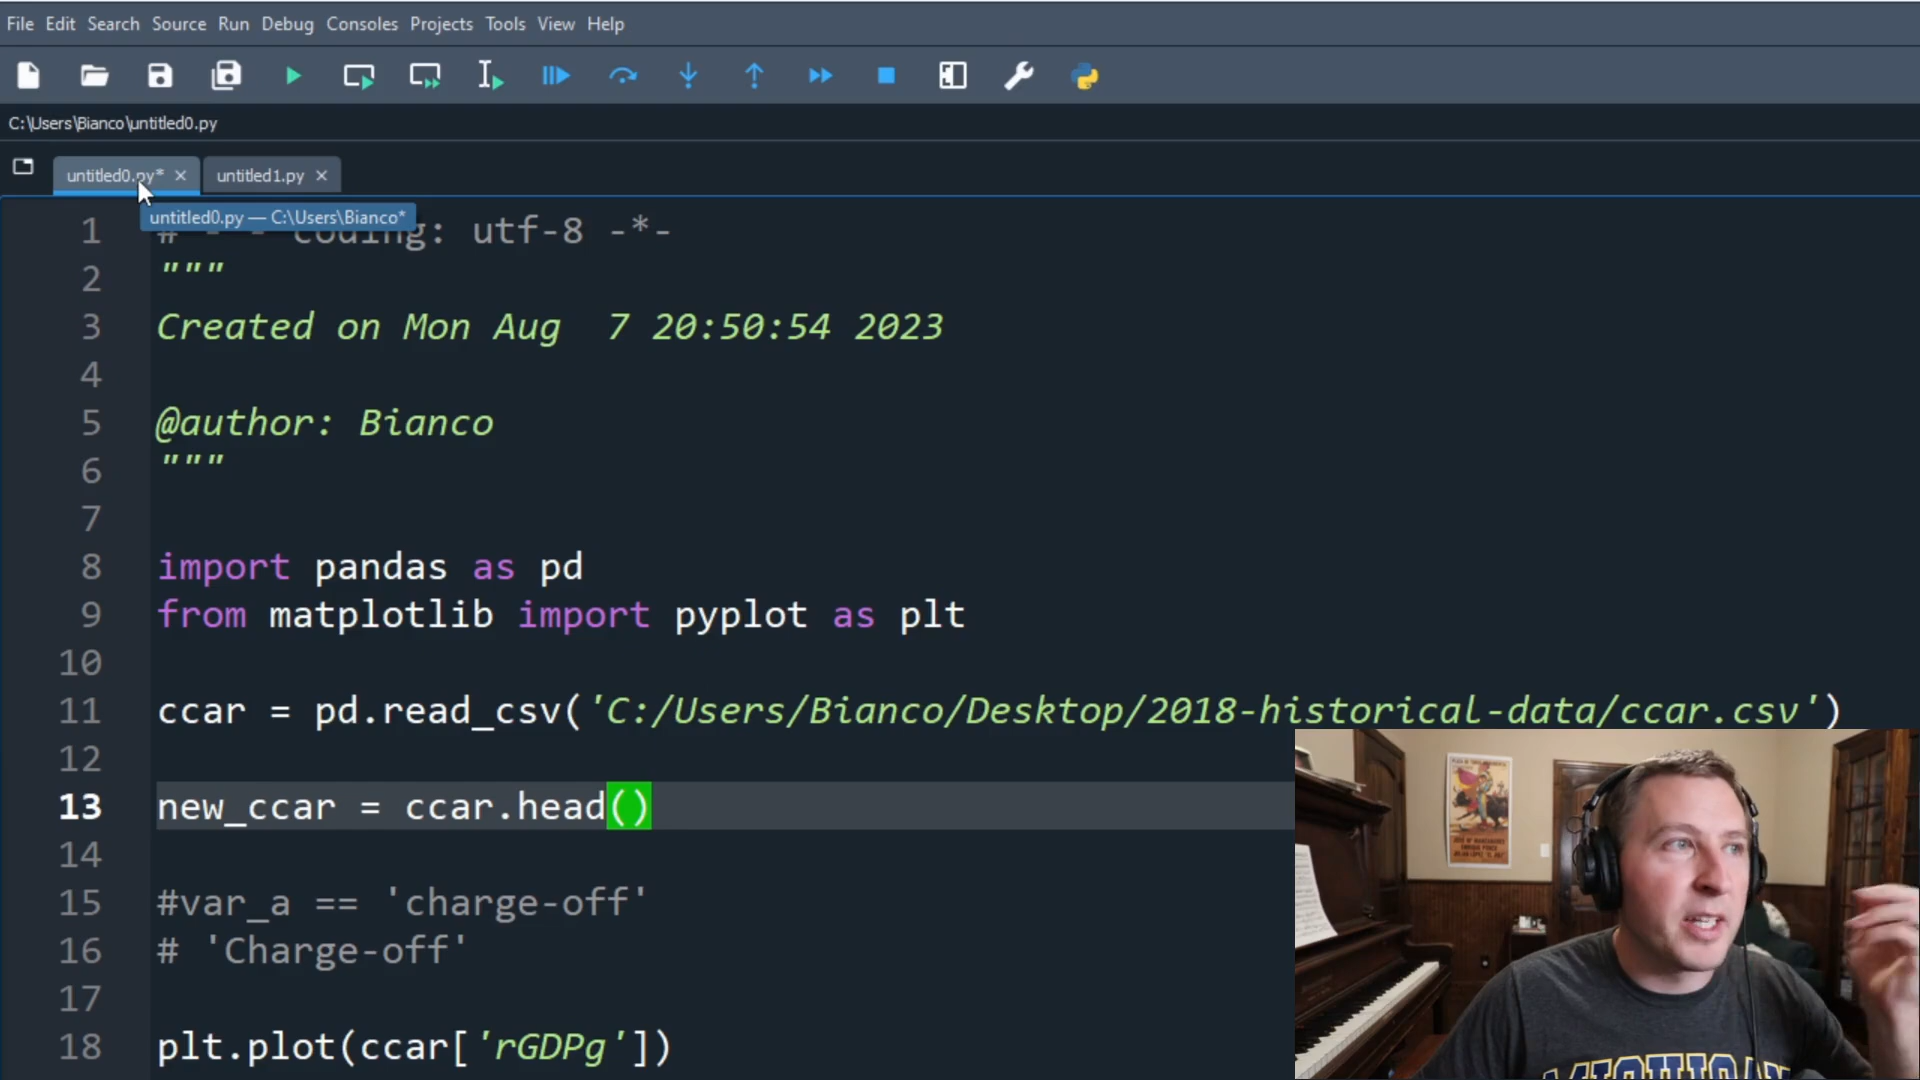 File Edit Search Source Run Debug Consoles Projects Tools View Help
C:\Users\Bianco\untitled0.py
untitled0.py* untitled1.py
untitled0.py — C:\Users\Bianco*
1 # - - coding: utf-8 -*-
2 """
3 Created on Mon Aug 7 20:50:54 2023
4
5 @author: Bianco
6 """
7
8 import pandas as pd
9 from matplotlib import pyplot as plt
10
11 ccar = pd.read_csv('C:/Users/Bianco/Desktop/2018-historical-data/ccar.csv')
12
13 new_ccar = ccar.head()
14
15 #var_a == 'charge-off'
16 # 'Charge-off'
17
18 plt.plot(ccar['rGDPg'])
MICHIGAN